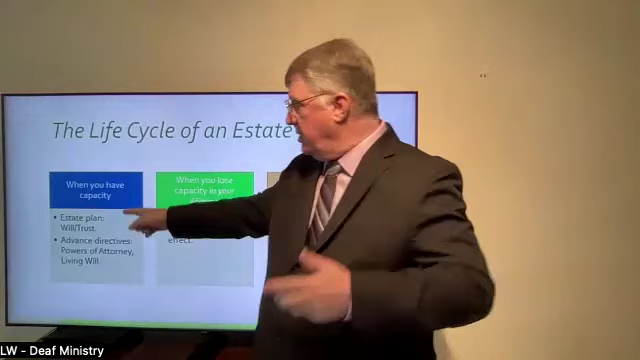 The Life Cycle of an Estate
When you have
capacity
When you lose
capacity in your
• Estate plan:
Will/Trust.
effect.
• Advance directives:
Powers of Attorney,
Living Will.
LW - Deaf Ministry